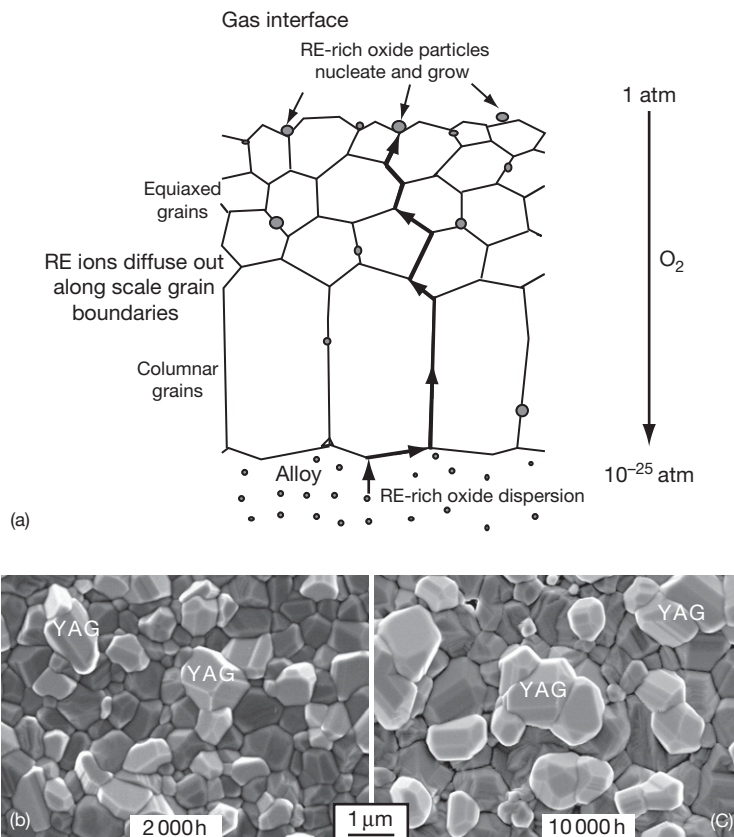 Gas interface
RE-rich oxide particles
nucleate and grow
1 atm
Equiaxed
grains
RE ions diffuse out
along scale grain
boundaries
O₂
Columnar
grains
Alloy
10⁻²⁵ atm
RE-rich oxide dispersion
(a)
YAG
YAG
YAG
YAG
(b)
2 000 h
1 μm
10 000 h
(C)